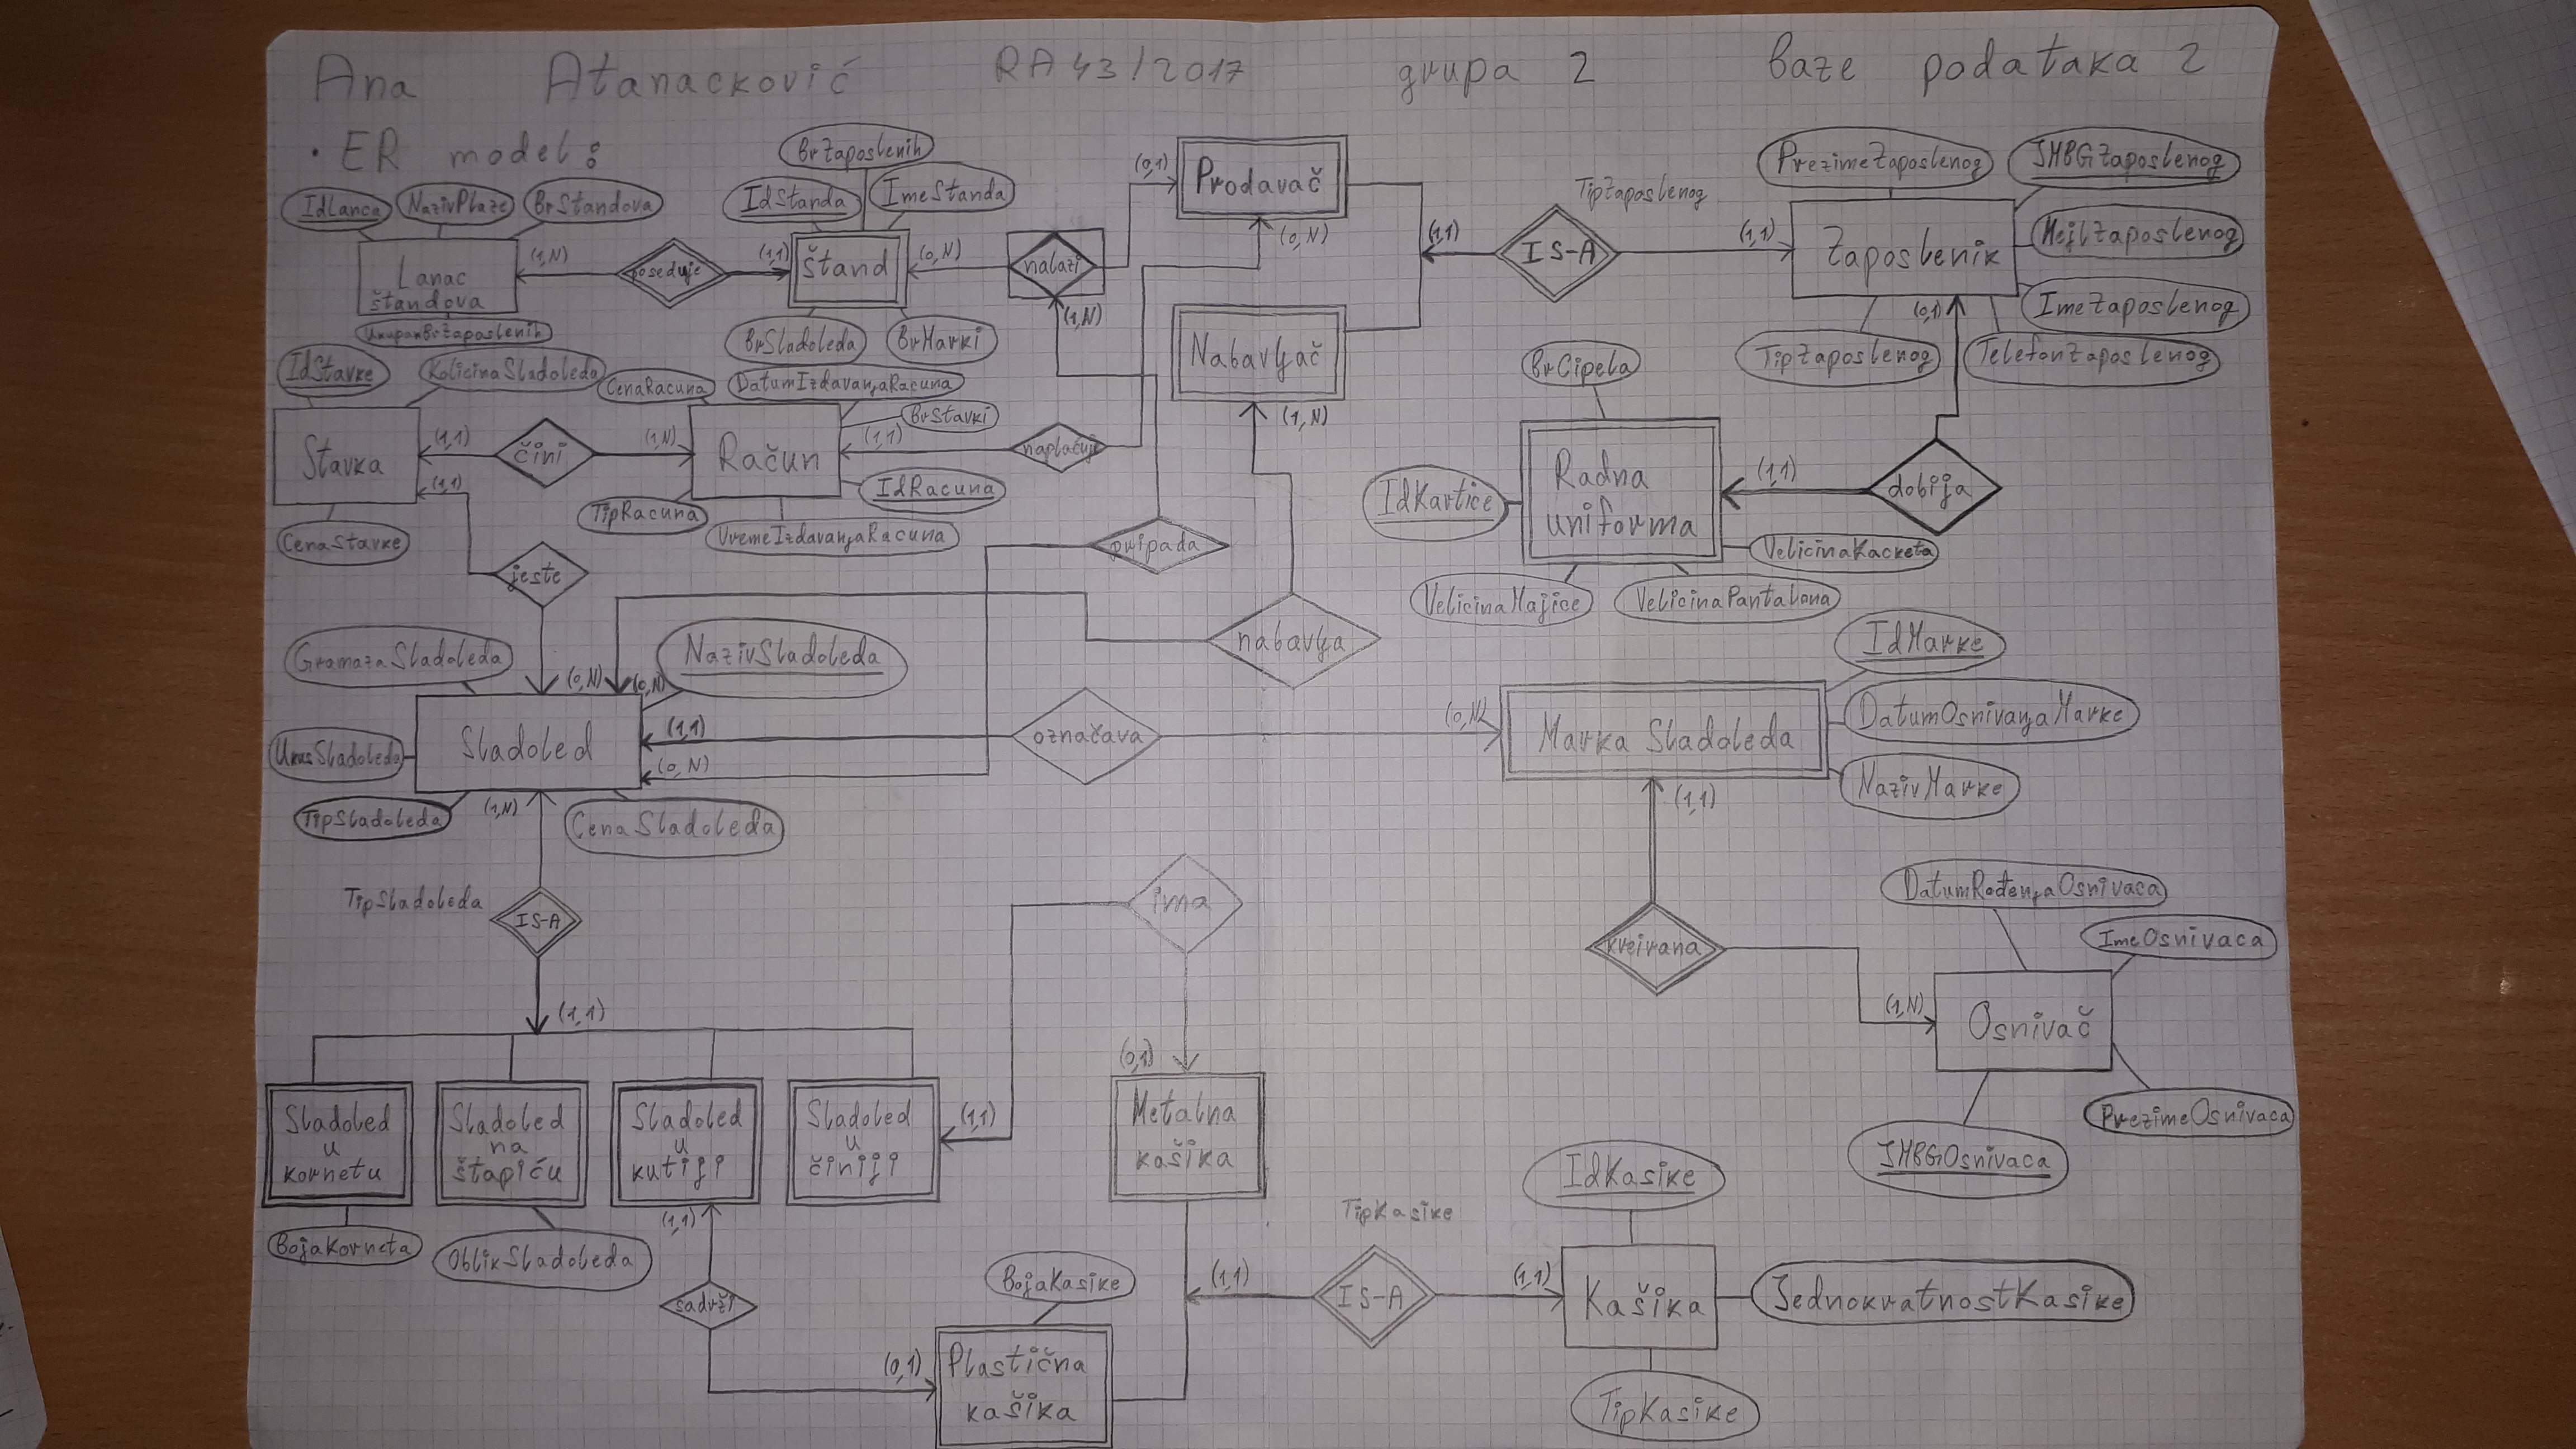 Ana Atanacković RA 43/2017 grupa 2 baze podataka 2
• ER model:
IdLanca
NazivPlaze
BrStandova
Lanac
štandova
UkupanBrZaposlenih
(1,N)
poseduje
(1,1)
BrZaposlenih
IdStanda
ImeStanda
Štand
BrSladoleda
BrMarki
(0,N)
nalazi
(0,1)
(1,N)
Prodavač
(0,N)
Nabavljač
(1,N)
(1,1)
IS-A
TipZaposlenog
(1,1)
PrezimeZaposlenog
JMBGZaposlenog
Zaposlenik
MejlZaposlenog
ImeZaposlenog
TelefonZaposlenog
TipZaposlenog
(0,1)
dobija
(1,1)
BrCipela
Radna
uniforma
IdKartice
VelicinaKacketa
VelicinaMajice
VelicinaPantalona
IdStavke
KolicinaSladoleda
Stavka
CenaStavke
(1,1)
čini
(1,N)
(1,1)
jeste
(0,N)
CenaRacuna
DatumIzdavanjaRacuna
BrStavki
Račun
IdRacuna
TipRacuna
VremeIzdavanjaRacuna
(1,1)
naplaćuje
pripada
nabavlja
(0,N)
GramazaSladoleda
NazivSladoleda
Sladoled
UkusSladoleda
TipSladoleda
CenaSladoleda
(1,1)
(0,N)
označava
(0,N)
Marka Sladoleda
IdMarke
DatumOsnivanjaMarke
NazivMarke
(1,1)
kreirana
(1,N)
Osnivač
DatumRođenjaOsnivaca
ImeOsnivaca
PrezimeOsnivaca
JMBGOsnivaca
(1,N)
TipSladoleda
IS-A
(1,1)
Sladoled
u
kornetu
BojaKorneta
Sladoled
na
štapiću
OblikSladoleda
Sladoled
u
kutiji
Sladoled
u
činiji
(1,1)
ima
(0,1)
Metalna
kašika
(1,1)
sadrži
(0,1)
BojaKasike
Plastična
kašika
(1,1)
IS-A
TipKasike
(1,1)
IdKasike
Kašika
JednokratnostKasike
TipKasike